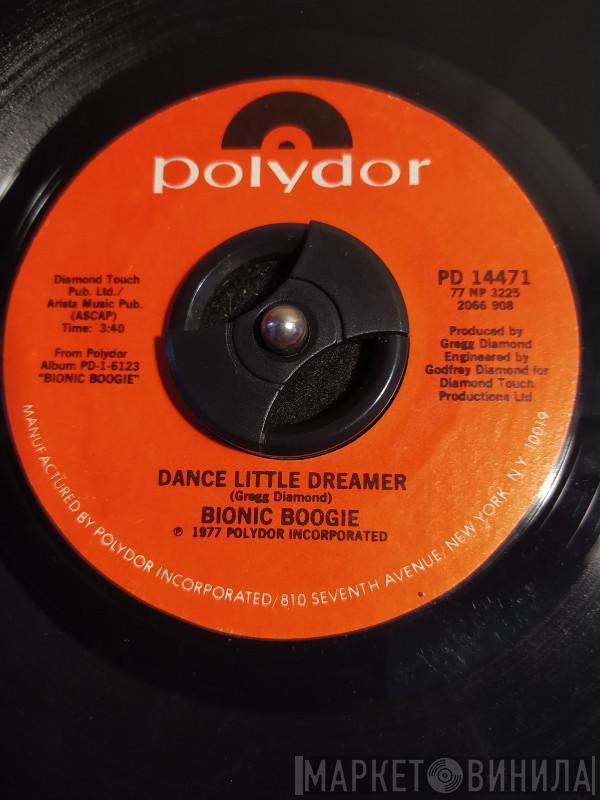 polydor
Diamond Touch
Pub. Ltd./
Arista Music Pub.
(ASCAP)
Time: 3:40
From Polydor
Album PD-1-6123
"BIONIC BOOGIE"
PD 14471
77 NP 3225
2066 908
Produced by
Gregg Diamond
Engineered by
Godfrey Diamond for
Diamond Touch
Productions Ltd.
DANCE LITTLE DREAMER
(Gregg Diamond)
BIONIC BOOGIE
℗ 1977 POLYDOR INCORPORATED
MANUFACTURED BY POLYDOR INCORPORATED/810 SEVENTH AVENUE, NEW YORK, N.Y. 10019
МАРКЕТ ВИНИЛА